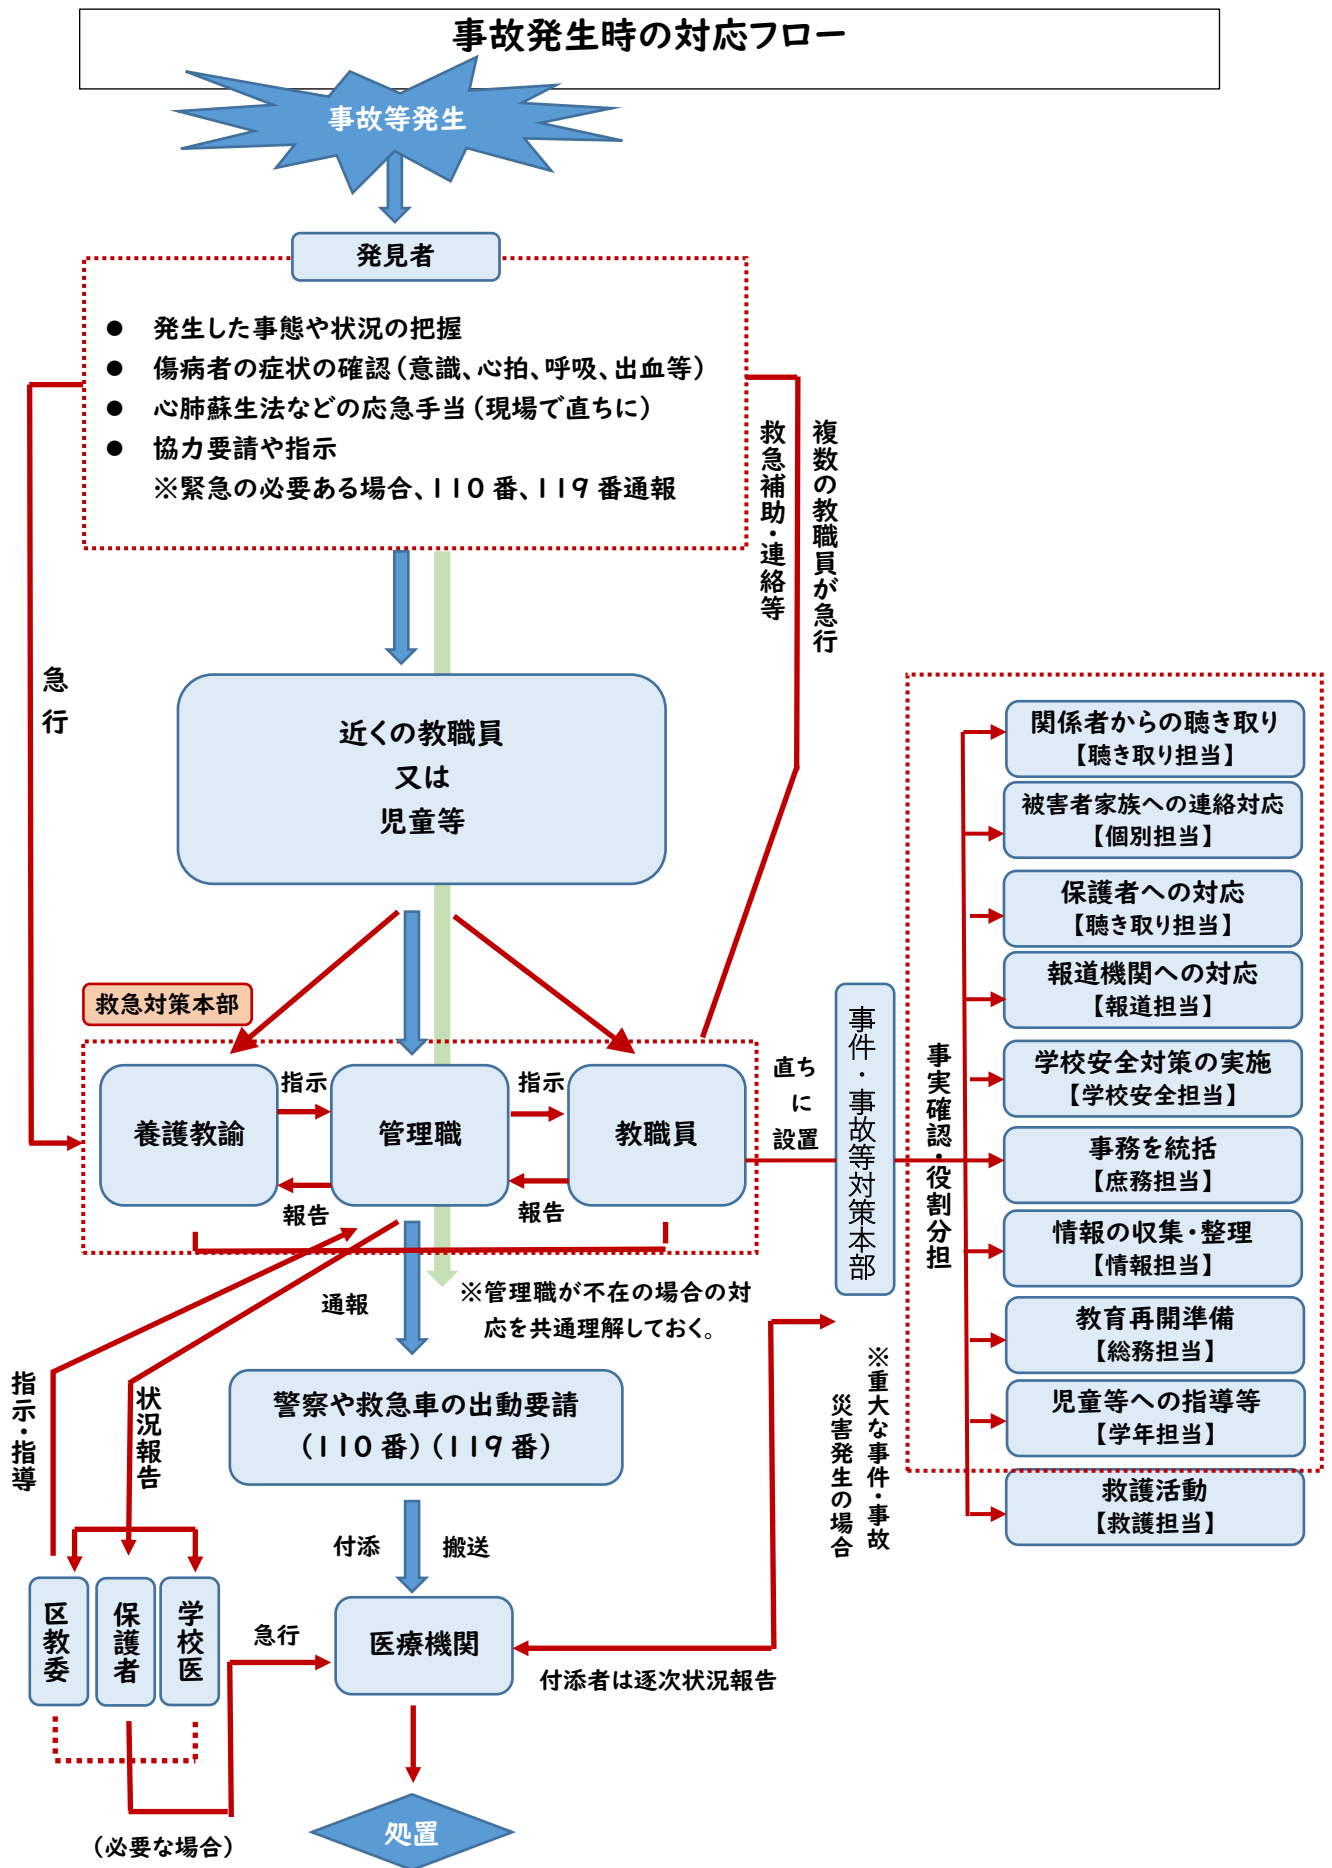 事故発生時の対応フロー
事故等発生
発見者
● 発生した事態や状況の把握
● 傷病者の症状の確認（意識、心拍、呼吸、出血等）
● 心肺蘇生法などの応急手当（現場で直ちに）
● 協力要請や指示
※緊急の必要ある場合、110番、119番通報
救急補助・連絡等
複数の教職員が急行
急行
近くの教職員
又は
児童等
救急対策本部
養護教諭
指示
報告
管理職
指示
報告
教職員
直ち
に
設置
事件・事故等対策本部
事実確認・役割分担
関係者からの聴き取り
【聴き取り担当】
被害者家族への連絡対応
【個別担当】
保護者への対応
【聴き取り担当】
報道機関への対応
【報道担当】
学校安全対策の実施
【学校安全担当】
事務を統括
【庶務担当】
情報の収集・整理
【情報担当】
教育再開準備
【総務担当】
児童等への指導等
【学年担当】
救護活動
【救護担当】
通報
※管理職が不在の場合の対
応を共通理解しておく。
※重大な事件・事故
災害発生の場合
指示・指導
状況報告
警察や救急車の出動要請
（110番）（119番）
付添
搬送
区教委
保護者
学校医
急行
医療機関
付添者は逐次状況報告
（必要な場合）
処置